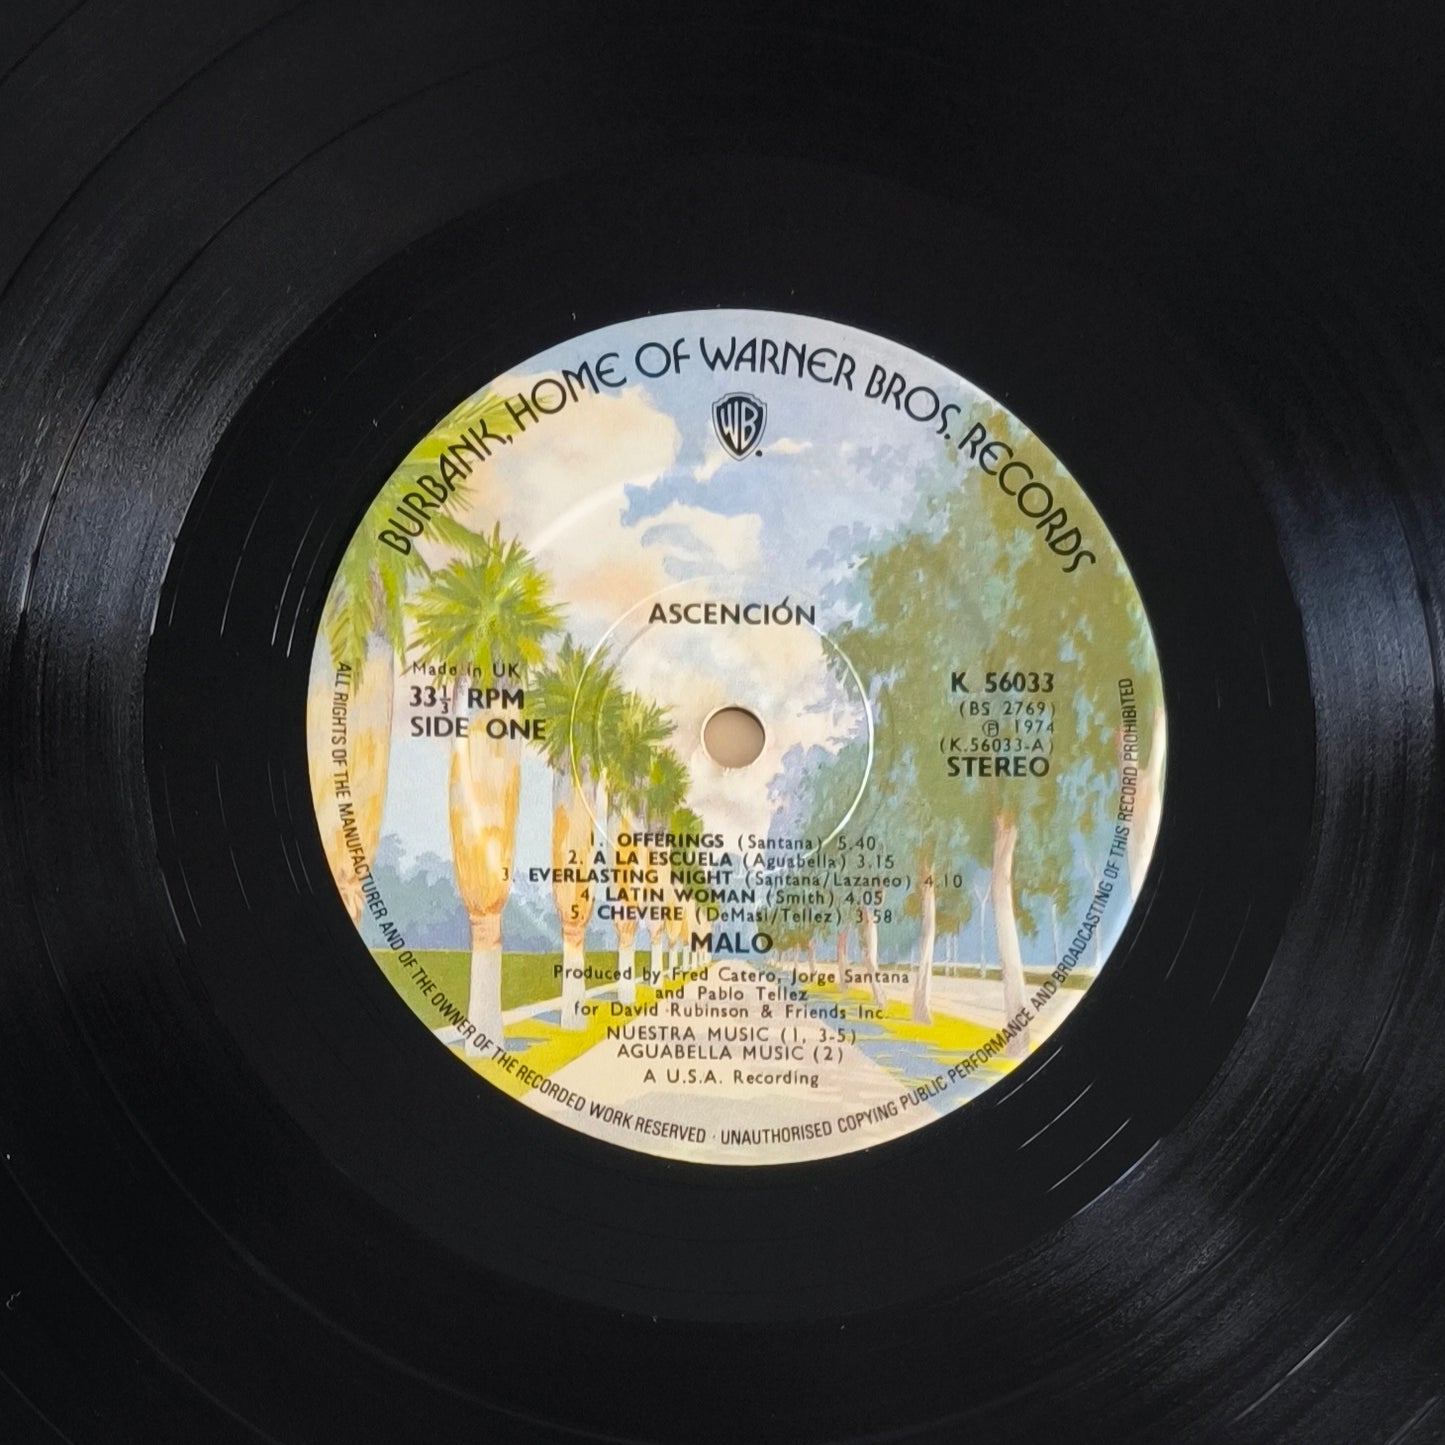 BURBANK, HOME OF WARNER BROS. RECORDS
WB
ASCENCIÓN
Made in UK
33⅓ RPM
SIDE ONE
K 56033
(BS 2769)
Ⓟ 1974
(K.56033-A)
STEREO
1. OFFERINGS (Santana) 5.40
2. A LA ESCUELA (Aguabella) 3.15
3. EVERLASTING NIGHT (Santana/Lazaneo) 4.10
4. LATIN WOMAN (Smith) 4.05
5. CHEVERE (DeMasi/Tellez) 3.58
MALO
Produced by Fred Catero, Jorge Santana
and Pablo Tellez
for David Rubinson & Friends Inc.
NUESTRA MUSIC (1, 3-5)
AGUABELLA MUSIC (2)
A U.S.A. Recording
ALL RIGHTS OF THE MANUFACTURER AND OF THE OWNER OF THE RECORDED WORK RESERVED · UNAUTHORISED COPYING PUBLIC PERFORMANCE AND BROADCASTING OF THIS RECORD PROHIBITED